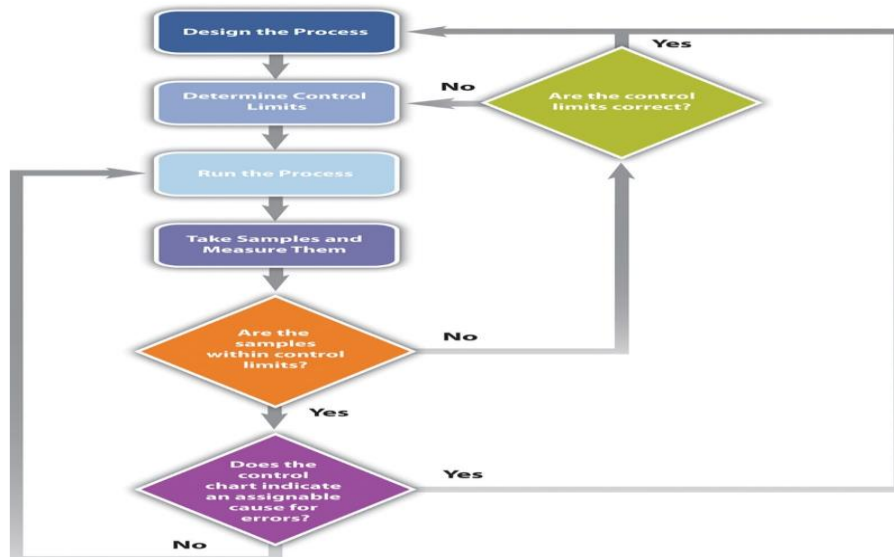 Design the Process
Yes
No
Determine Control
Limits
Are the control
limits correct?
Run the Process
Take Samples and
Measure Them
Are the
samples
within control
limits?
No
Yes
Does the
control
chart indicate
an assignable
cause for
errors?
Yes
No